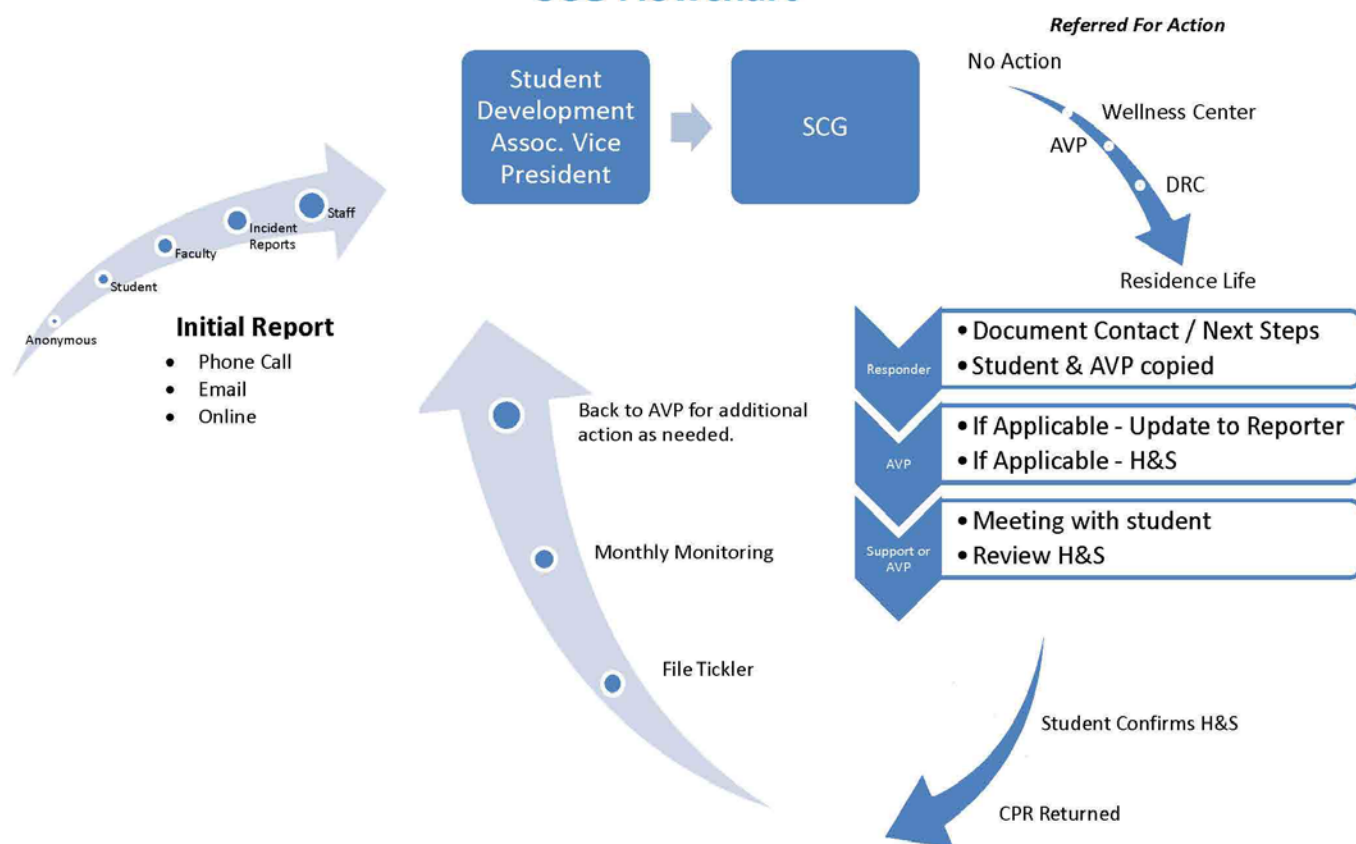 Referred For Action
No Action
Wellness Center
AVP
DRC
Residence Life
Student
Development
Assoc. Vice
President
SCG
Staff
Incident
Reports
Faculty
Student
Anonymous
Initial Report
• Phone Call
• Email
• Online
Responder
• Document Contact / Next Steps
• Student & AVP copied
AVP
• If Applicable - Update to Reporter
• If Applicable - H&S
Support or
AVP
• Meeting with student
• Review H&S
Student Confirms H&S
CPR Returned
File Tickler
Monthly Monitoring
Back to AVP for additional
action as needed.